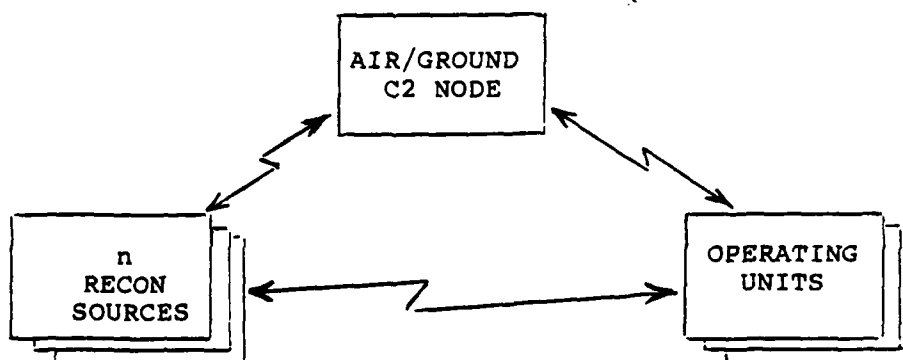 AIR/GROUND
C2 NODE
n
RECON
SOURCES
OPERATING
UNITS